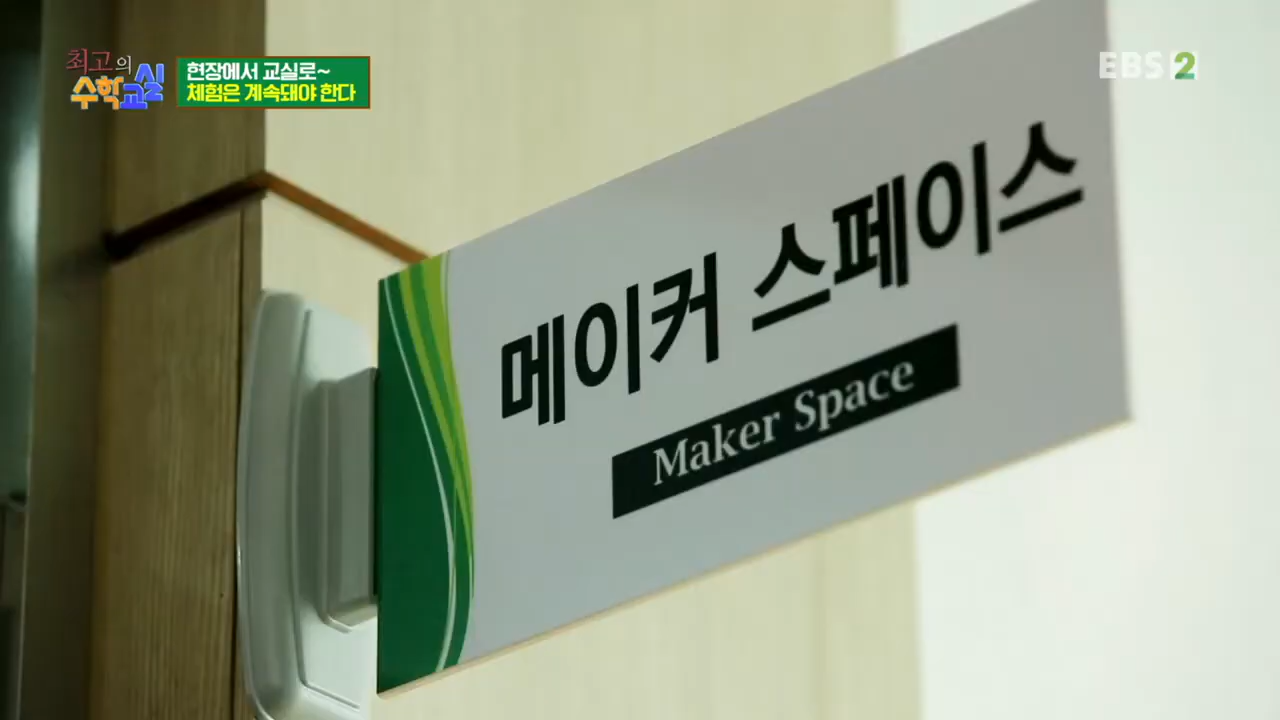 최고의
수학교실
현장에서 교실로~
체험은 계속돼야 한다
EBS 2
메이커 스페이스
Maker Space